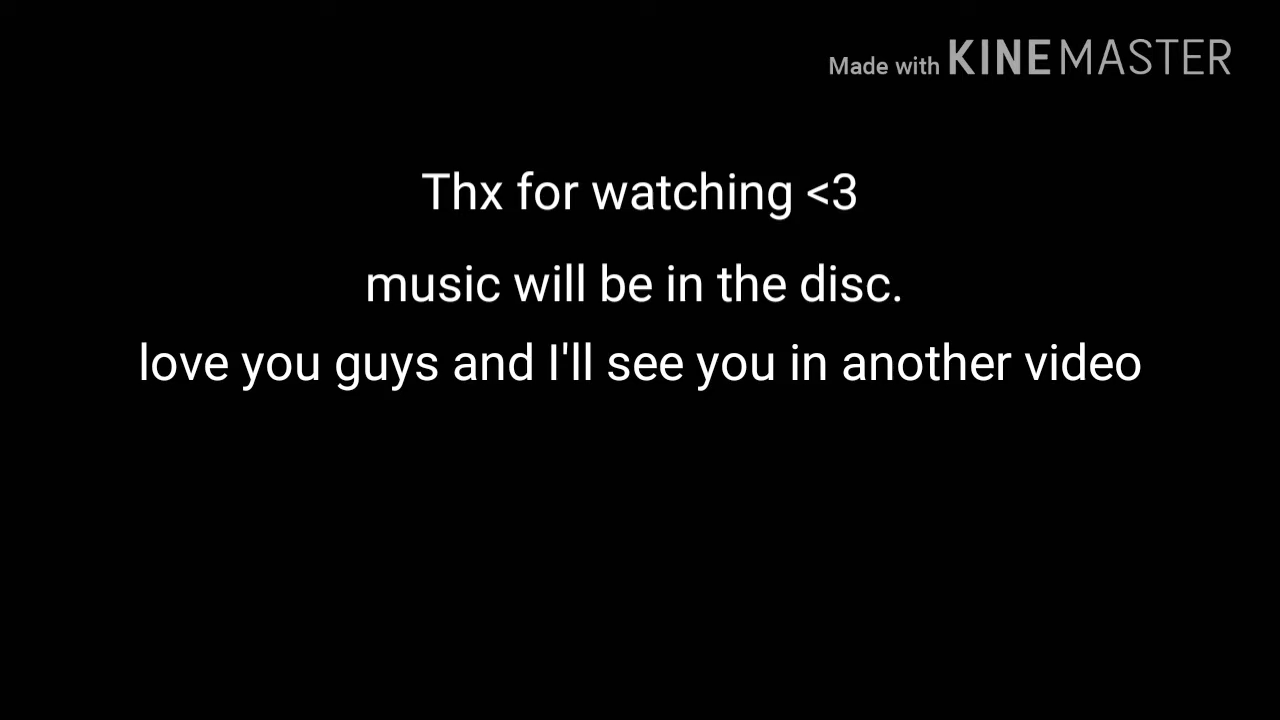 Made with KINEMASTER
Thx for watching <3
music will be in the disc.
love you guys and I'll see you in another video